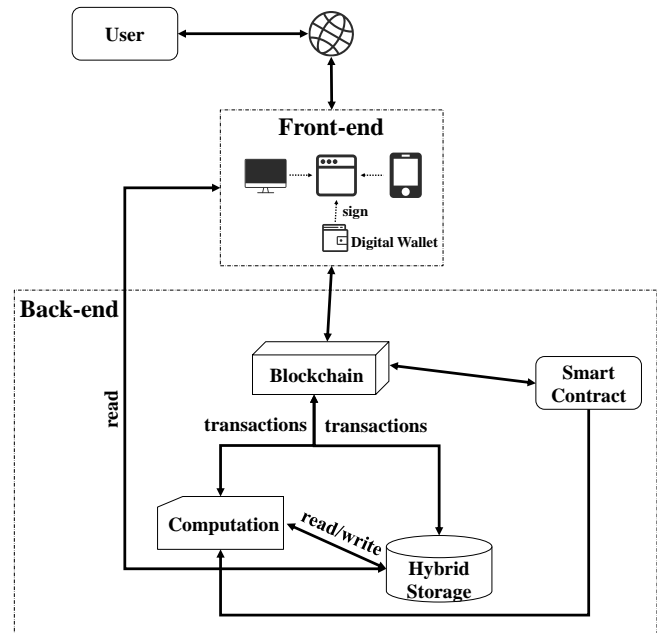 User
Front-end
sign
Digital Wallet
Back-end
Blockchain
Smart
Contract
read
transactions
transactions
Computation
read/write
Hybrid
Storage